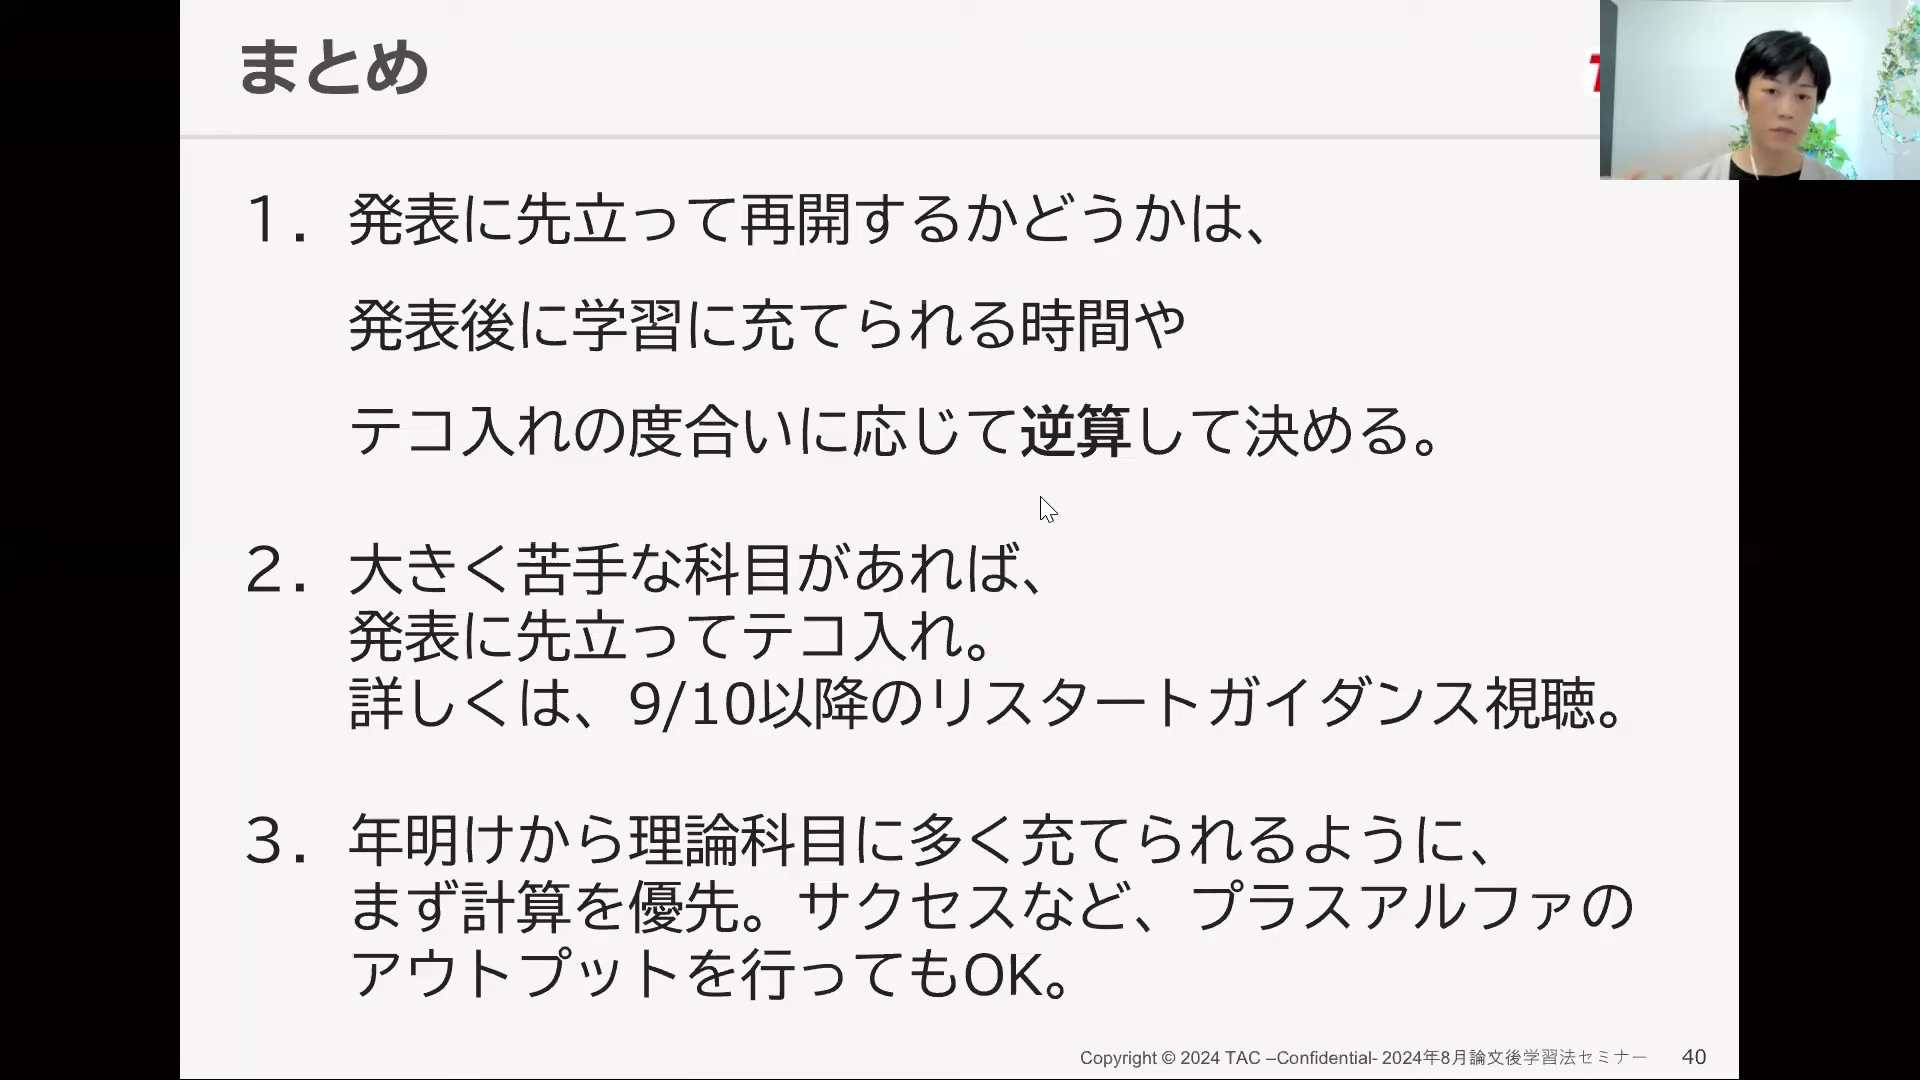 まとめ
１．発表に先立って再開するかどうかは、
発表後に学習に充てられる時間や
テコ入れの度合いに応じて逆算して決める。
２．大きく苦手な科目があれば、
発表に先立ってテコ入れ。
詳しくは、9/10以降のリスタートガイダンス視聴。
３．年明けから理論科目に多く充てられるように、
まず計算を優先。サクセスなど、プラスアルファの
アウトプットを行ってもOK。
Copyright © 2024 TAC –Confidential- 2024年8月論文後学習法セミナー
40